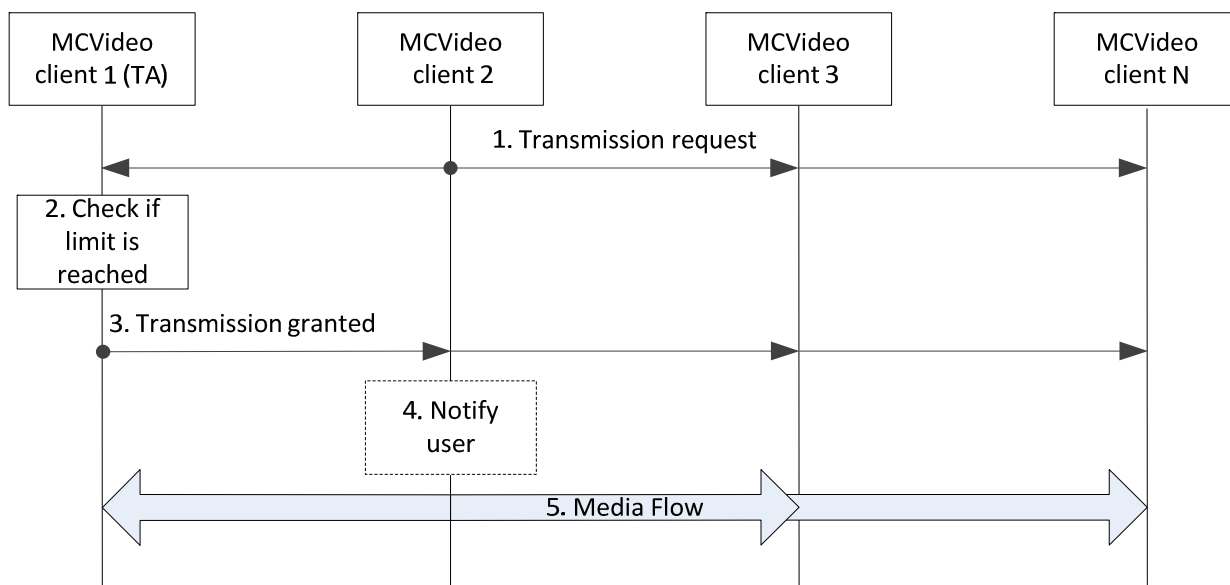 MCVideo
client 1 (TA)
MCVideo
client 2
MCVideo
client 3
MCVideo
client N
1. Transmission request
2. Check if
limit is
reached
3. Transmission granted
4. Notify
user
5. Media Flow